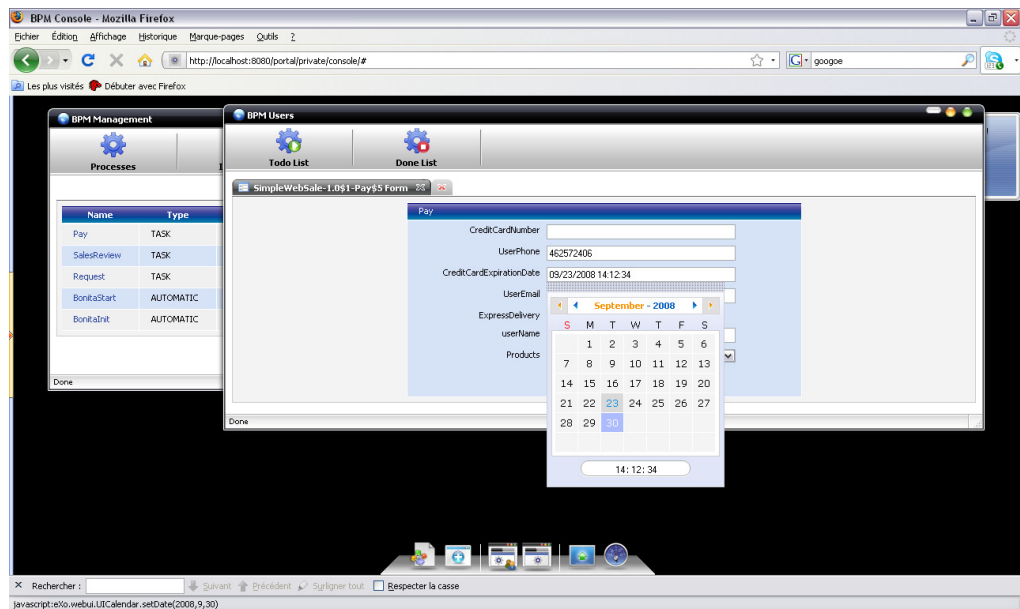 BPM Console - Mozilla Firefox
Fichier Édition Affichage Historique Marque-pages Outils ?
http://localhost:8080/portal/private/console/#
G googoe
Les plus visités Débuter avec Firefox
BPM Management
Processes
Name Type
Pay TASK
SalesReview TASK
Request TASK
BonitaStart AUTOMATIC
BonitaInit AUTOMATIC
Done
BPM Users
Todo List Done List
SimpleWebSale-1.0$1-Pay$5 Form
Pay
CreditCardNumber
UserPhone 462572406
CreditCardExpirationDate 09/23/2008 14:12:34
UserEmail
ExpressDelivery
userName
Products
September - 2008
S M T W T F S
1 2 3 4 5 6
7 8 9 10 11 12 13
14 15 16 17 18 19 20
21 22 23 24 25 26 27
28 29 30
14: 12: 34
Done
Rechercher : Suivant Précédent Surligner tout Respecter la casse
javascript:eXo.webui.UICalendar.setDate(2008,9,30)